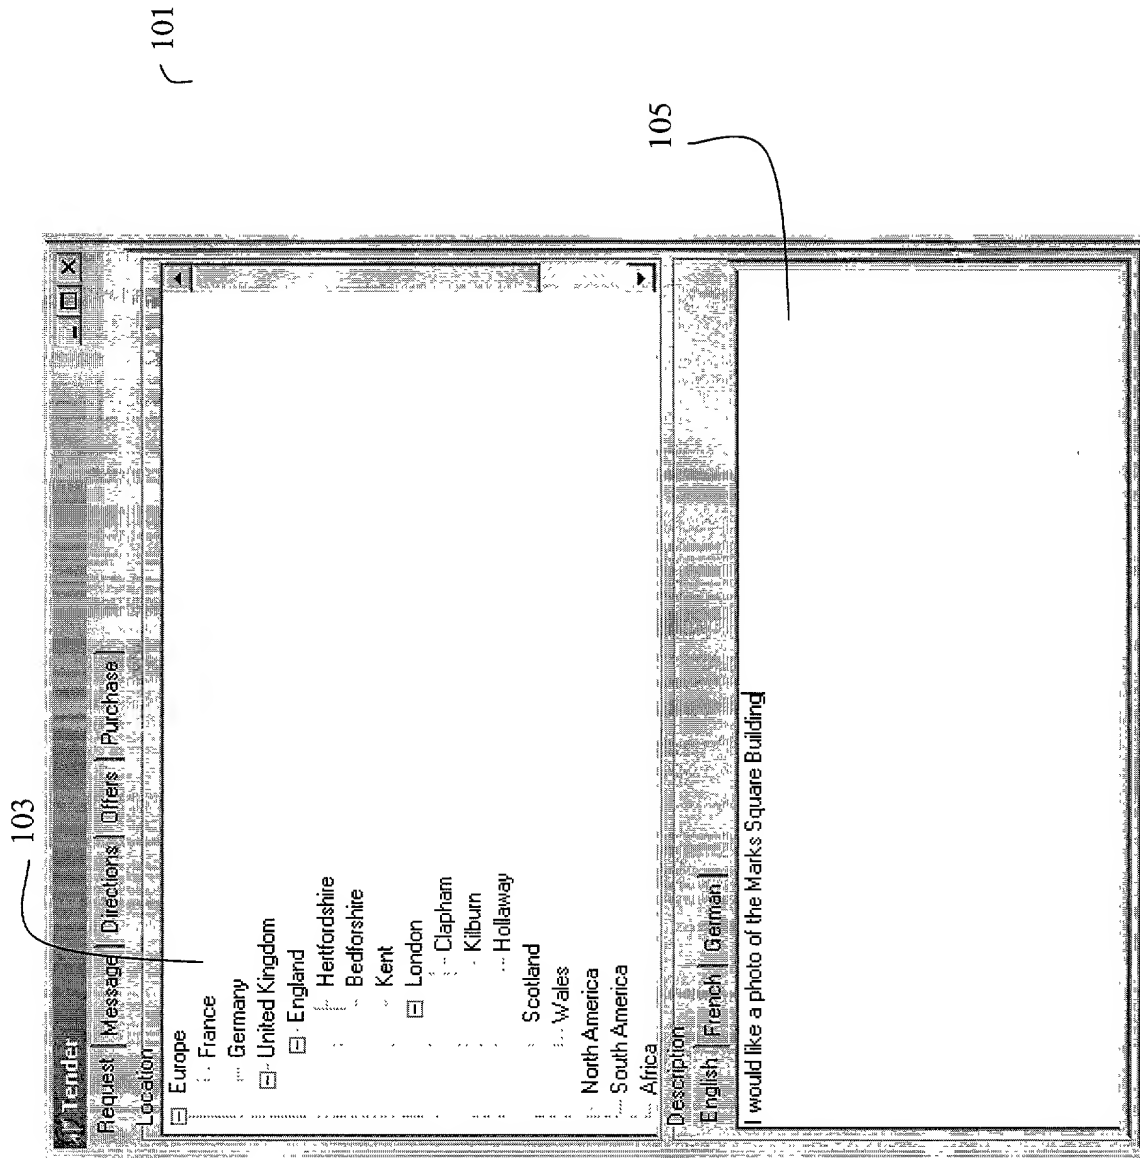 101
103
105
Tender
Request Message Directions Offers Purchase
Location
Europe
France
Germany
United Kingdom
England
Hertfordshire
Bedforshire
Kent
London
Clapham
Kilburn
Hollaway
Scotland
Wales
North America
South America
Africa
Description
English French German
I would like a photo of the Marks Square Building